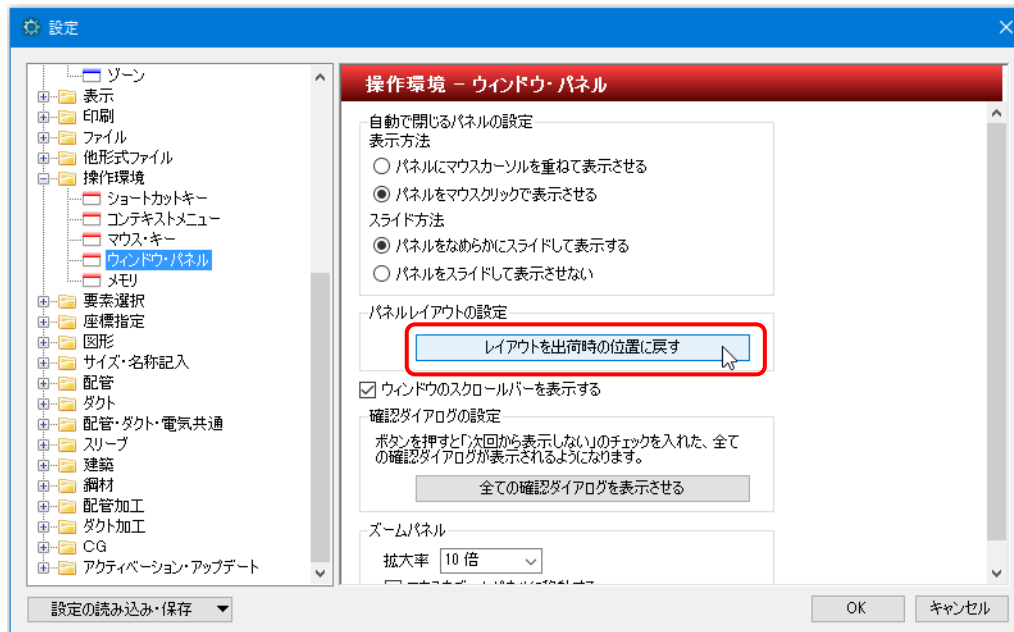 設定
ゾーン
表示
印刷
ファイル
他形式ファイル
操作環境
ショートカットキー
コンテキストメニュー
マウス・キー
ウィンドウ・パネル
メモリ
要素選択
座標指定
図形
サイズ・名称記入
配管
ダクト
配管・ダクト・電気共通
スリーブ
建築
鋼材
配管加工
ダクト加工
CG
アクティベーション・アップデート
操作環境 － ウィンドウ・パネル
自動で閉じるパネルの設定
表示方法
パネルにマウスカーソルを重ねて表示させる
パネルをマウスクリックで表示させる
スライド方法
パネルをなめらかにスライドして表示する
パネルをスライドして表示させない
パネルレイアウトの設定
レイアウトを出荷時の位置に戻す
ウィンドウのスクロールバーを表示する
確認ダイアログの設定
ボタンを押すと「次回から表示しない」のチェックを入れた、全て
の確認ダイアログが表示されるようになります。
全ての確認ダイアログを表示させる
ズームパネル
拡大率 10 倍
設定の読み込み・保存
OK
キャンセル